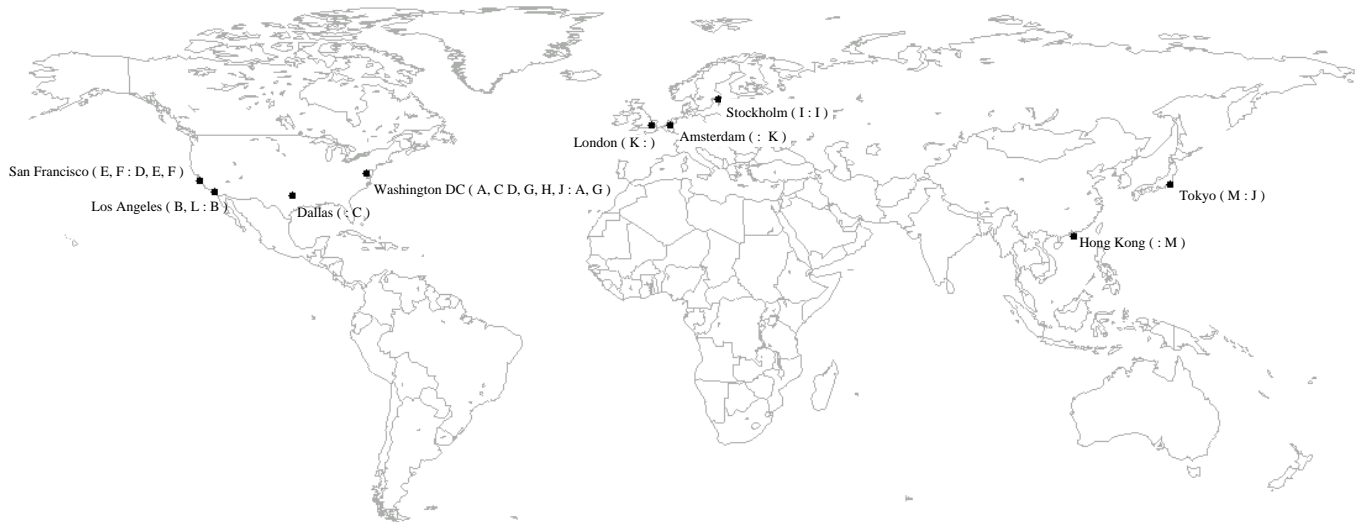 Stockholm ( I : I )
Amsterdam ( :  K )
London ( K : )
San Francisco ( E, F : D, E, F )
Washington DC ( A, C D, G, H, J : A, G )
Tokyo ( M : J )
Los Angeles ( B, L : B )
Dallas ( : C )
Hong Kong ( : M )